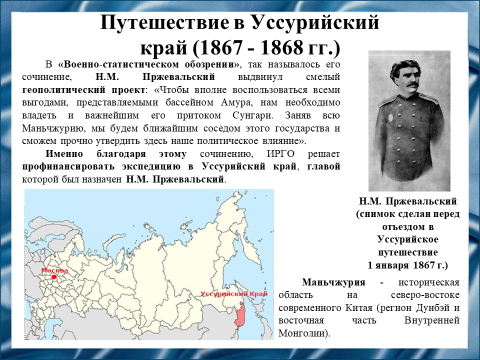 Путешествие в Уссурийский
край (1867 - 1868 гг.)
В «Военно-статистическом обозрении», так называлось его
сочинение, Н.М. Пржевальский выдвинул смелый
геополитический проект: «Чтобы вполне воспользоваться всеми
выгодами, представляемыми бассейном Амура, нам необходимо
владеть и важнейшим его притоком Сунгари. Заняв всю
Маньчжурию, мы будем ближайшим соседом этого государства и
сможем прочно утвердить здесь наше политическое влияние».
Именно благодаря этому сочинению, ИРГО решает
профинансировать экспедицию в Уссурийский край, главой
которой был назначен Н.М. Пржевальский.
Н.М. Пржевальский
(снимок сделан перед
отъездом в
Уссурийское
путешествие
1 января 1867 г.)
Москва
Уссурийский Край
Маньчжурия - историческая
область на северо-востоке
современного Китая (регион Дунбэй и
восточная часть Внутренней
Монголии).